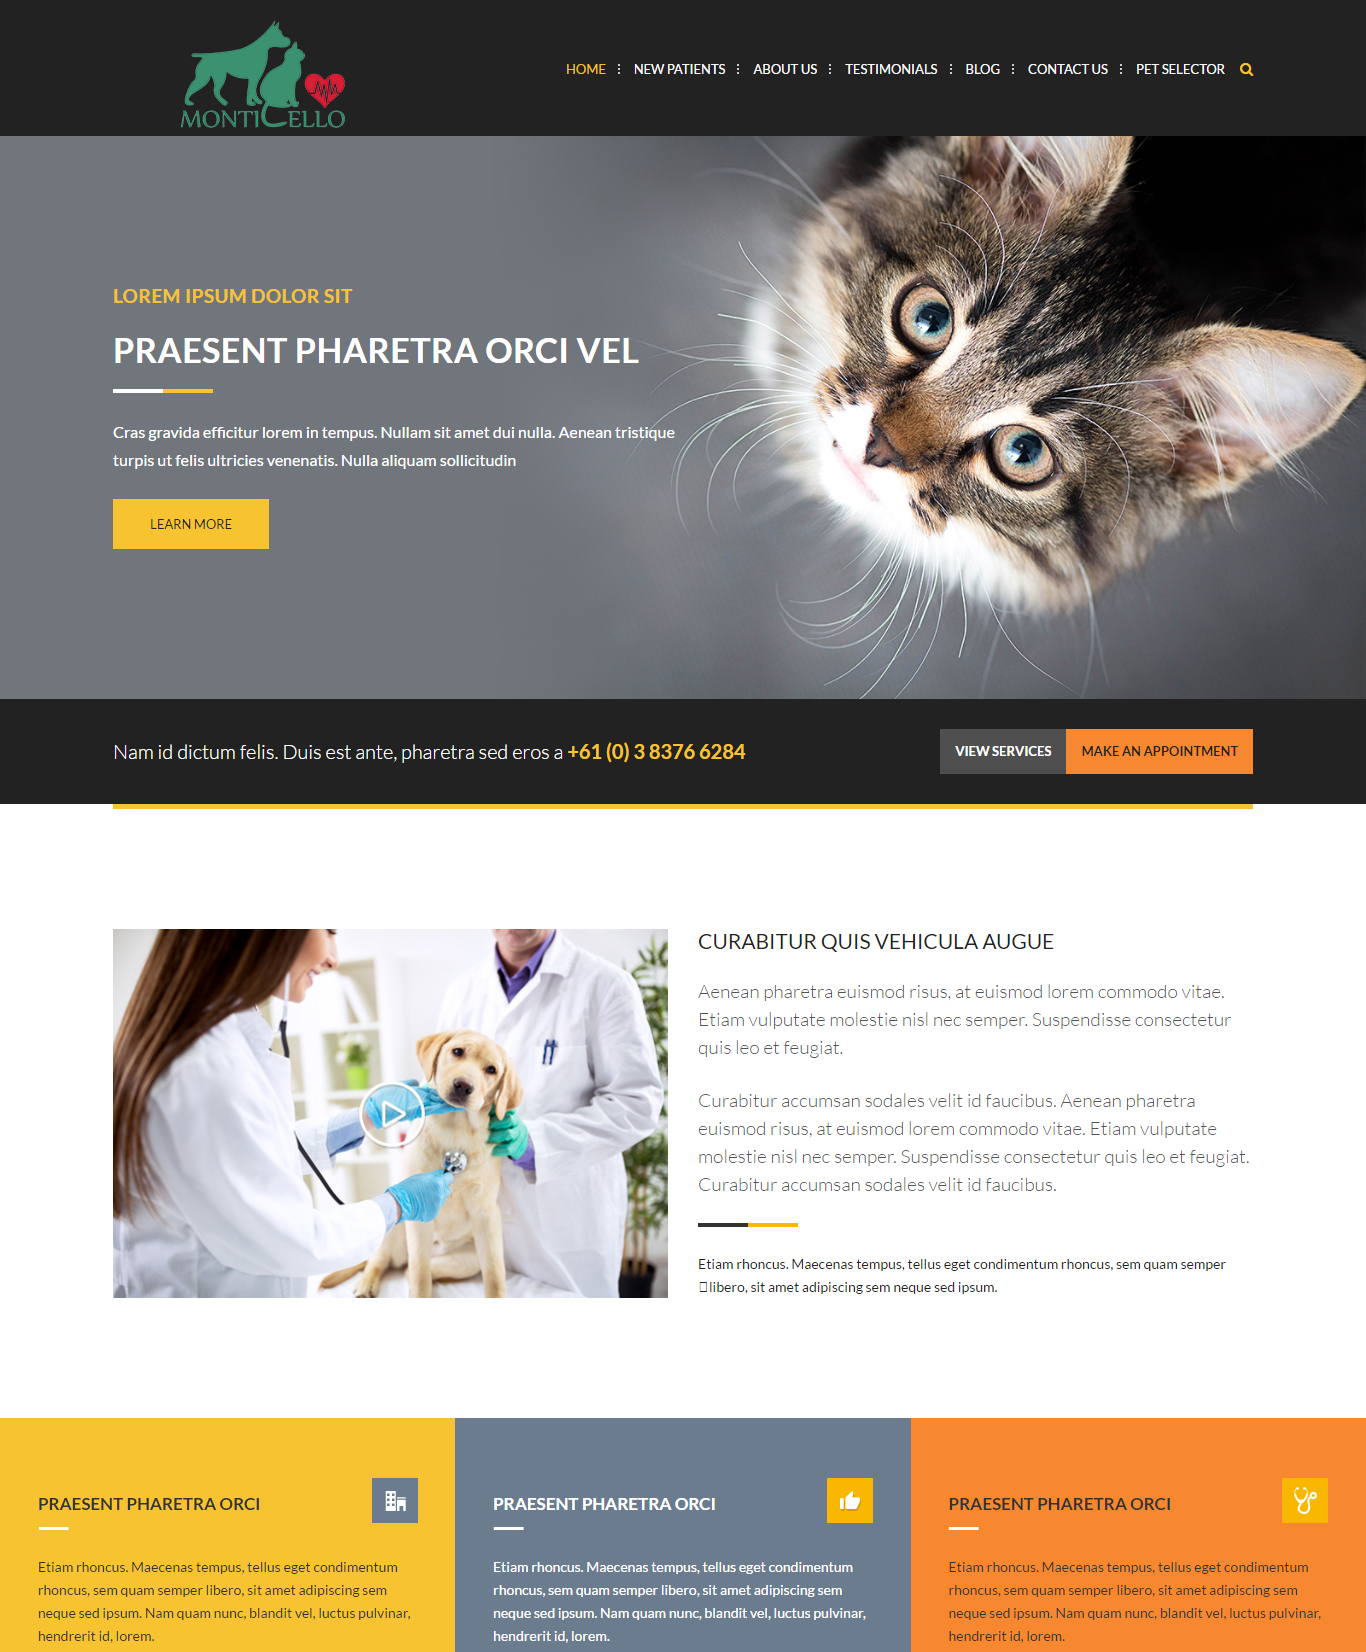 MONTICELLO
HOME
NEW PATIENTS
ABOUT US
TESTIMONIALS
BLOG
CONTACT US
PET SELECTOR
LOREM IPSUM DOLOR SIT
PRAESENT PHARETRA ORCI VEL
Cras gravida efficitur lorem in tempus. Nullam sit amet dui nulla. Aenean tristique
turpis ut felis ultricies venenatis. Nulla aliquam sollicitudin
LEARN MORE
Nam id dictum felis. Duis est ante, pharetra sed eros a +61 (0) 3 8376 6284
VIEW SERVICES
MAKE AN APPOINTMENT
CURABITUR QUIS VEHICULA AUGUE
Aenean pharetra euismod risus, at euismod lorem commodo vitae.
Etiam vulputate molestie nisl nec semper. Suspendisse consectetur
quis leo et feugiat.
Curabitur accumsan sodales velit id faucibus. Aenean pharetra
euismod risus, at euismod lorem commodo vitae. Etiam vulputate
molestie nisl nec semper. Suspendisse consectetur quis leo et feugiat.
Curabitur accumsan sodales velit id faucibus.
Etiam rhoncus. Maecenas tempus, tellus eget condimentum rhoncus, sem quam semper
libero, sit amet adipiscing sem neque sed ipsum.
PRAESENT PHARETRA ORCI
Etiam rhoncus. Maecenas tempus, tellus eget condimentum
rhoncus, sem quam semper libero, sit amet adipiscing sem
neque sed ipsum. Nam quam nunc, blandit vel, luctus pulvinar,
hendrerit id, lorem.
PRAESENT PHARETRA ORCI
Etiam rhoncus. Maecenas tempus, tellus eget condimentum
rhoncus, sem quam semper libero, sit amet adipiscing sem
neque sed ipsum. Nam quam nunc, blandit vel, luctus pulvinar,
hendrerit id, lorem.
PRAESENT PHARETRA ORCI
Etiam rhoncus. Maecenas tempus, tellus eget condimentum
rhoncus, sem quam semper libero, sit amet adipiscing sem
neque sed ipsum. Nam quam nunc, blandit vel, luctus pulvinar,
hendrerit id, lorem.